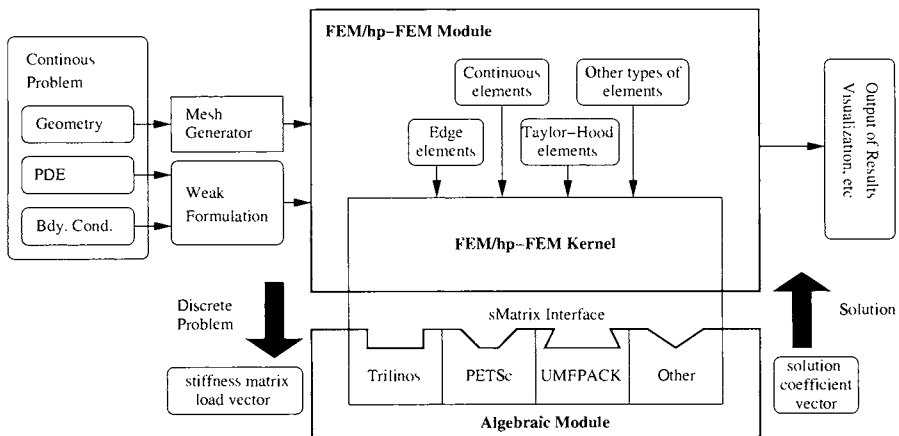 FEM/hp-FEM Module
Continous
Problem
Geometry
PDE
Bdy. Cond.
Mesh
Generator
Weak
Formulation
Continuous
elements
Other types of
elements
Edge
elements
Taylor-Hood
elements
FEM/hp-FEM Kernel
Output of Results
Visualization, etc
Discrete
Problem
sMatrix Interface
Solution
stiffness matrix
load vector
Trilinos
PETSc
UMFPACK
Other
solution
coefficient
vector
Algebraic Module